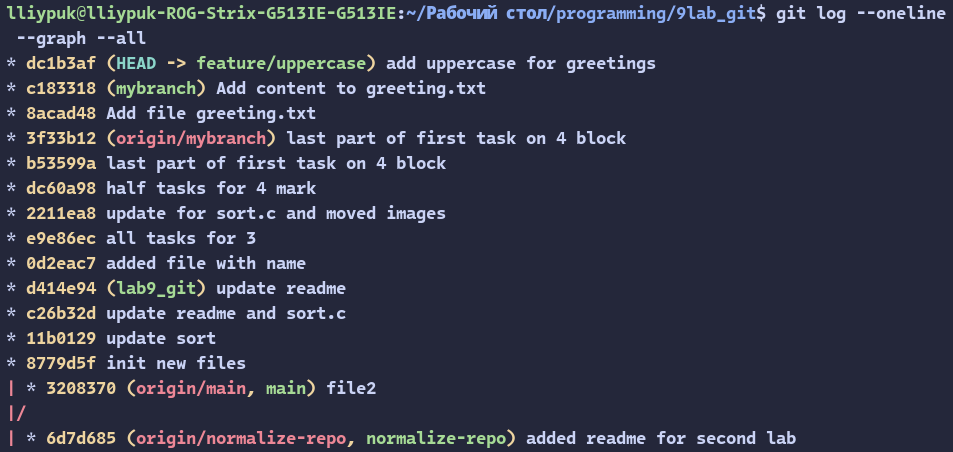 lliypuk@lliypuk-ROG-Strix-G513IE-G513IE:~/Рабочий стол/programming/9lab_git$ git log --oneline
--graph --all
* dc1b3af (HEAD -> feature/uppercase) add uppercase for greetings
* c183318 (mybranch) Add content to greeting.txt
* 8acad48 Add file greeting.txt
* 3f33b12 (origin/mybranch) last part of first task on 4 block
* b53599a last part of first task on 4 block
* dc60a98 half tasks for 4 mark
* 2211ea8 update for sort.c and moved images
* e9e86ec all tasks for 3
* 0d2eac7 added file with name
* d414e94 (lab9_git) update readme
* c26b32d update readme and sort.c
* 11b0129 update sort
* 8779d5f init new files
| * 3208370 (origin/main, main) file2
|/
| * 6d7d685 (origin/normalize-repo, normalize-repo) added readme for second lab